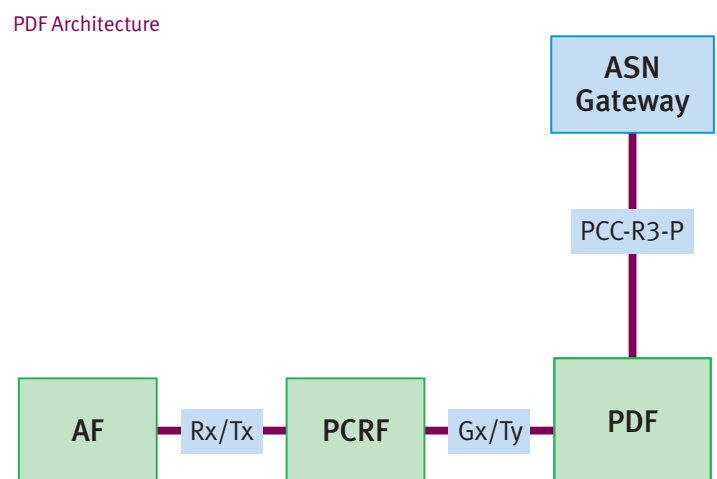 PDF Architecture
ASN
Gateway
PCC-R3-P
AF
Rx/Tx
PCRF
Gx/Ty
PDF